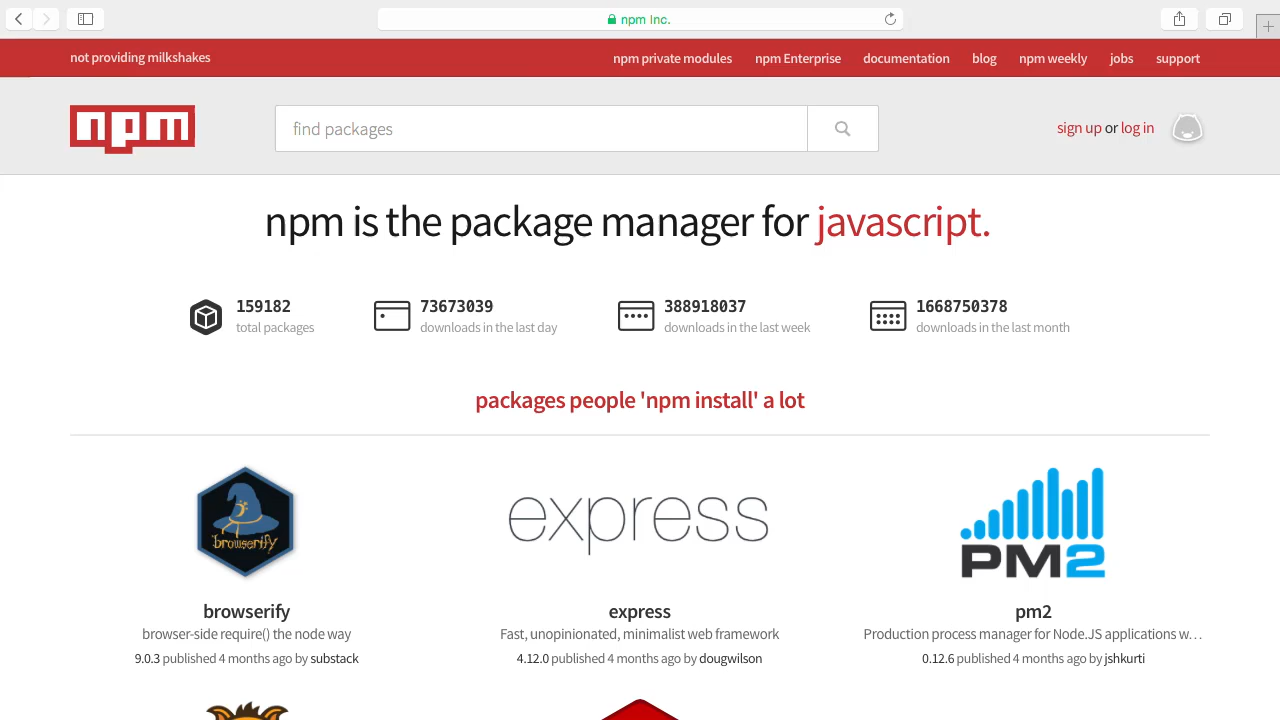 npm Inc.
not providing milkshakes
npm private modules npm Enterprise documentation blog npm weekly jobs support
npm
find packages
sign up or log in
npm is the package manager for javascript.
159182
total packages
73673039
downloads in the last day
388918037
downloads in the last week
1668750378
downloads in the last month
packages people 'npm install' a lot
browserify
express
PM2
browserify
browser-side require() the node way
9.0.3 published 4 months ago by substack
express
Fast, unopinionated, minimalist web framework
4.12.0 published 4 months ago by dougwilson
pm2
Production process manager for Node.JS applications w…
0.12.6 published 4 months ago by jshkurti